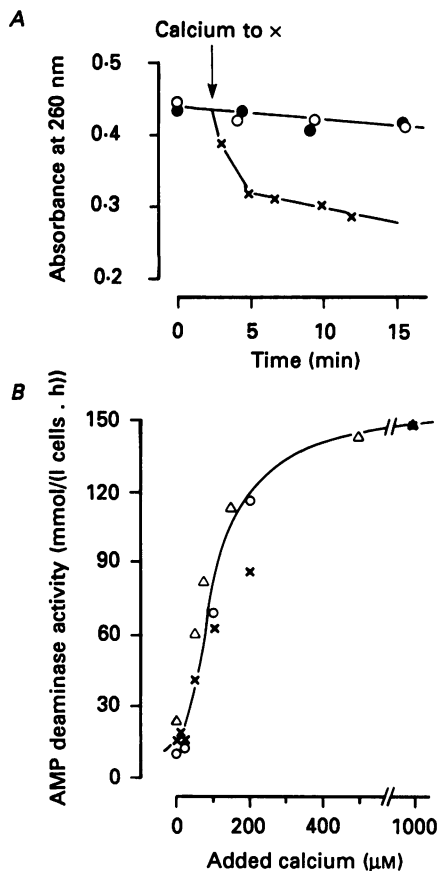 A
Calcium to ×
Absorbance at 260 nm
0·5
0·4
0·3
0·2
0
5
10
15
Time (min)
B
AMP deaminase activity (mmol/(l cells . h))
150
120
90
60
30
0
0
200
400
1000
Added calcium (μM)